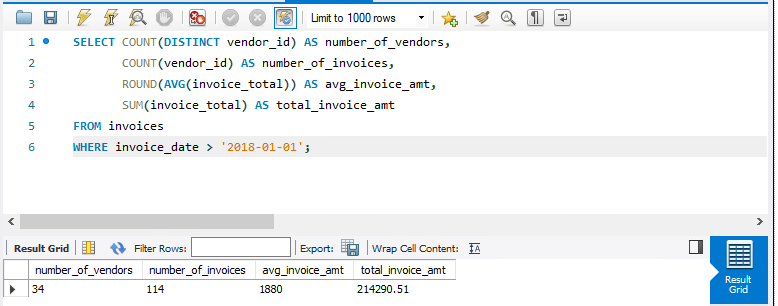 Limit to 1000 rows
1 SELECT COUNT(DISTINCT vendor_id) AS number_of_vendors,
2 COUNT(vendor_id) AS number_of_invoices,
3 ROUND(AVG(invoice_total)) AS avg_invoice_amt,
4 SUM(invoice_total) AS total_invoice_amt
5 FROM invoices
6 WHERE invoice_date > '2018-01-01';
Result Grid Filter Rows: Export: Wrap Cell Content: IA
number_of_vendors number_of_invoices avg_invoice_amt total_invoice_amt
34 114 1880 214290.51
Result
Grid